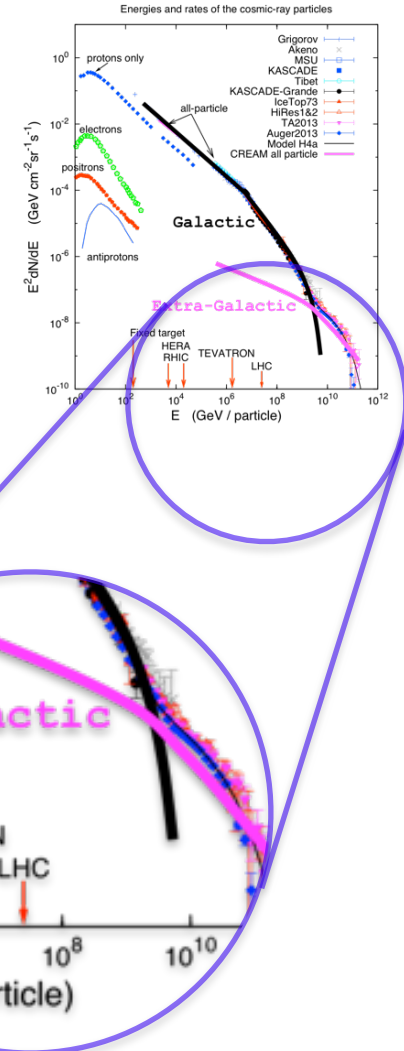 Energies and rates of the cosmic-ray particles
Grigorov
Akeno
MSU
KASCADE
Tibet
KASCADE-Grande
IceTop73
HiRes1&2
TA2013
Auger2013
Model H4a
CREAM all particle
protons only
all-particle
electrons
positrons
antiprotons
Galactic
Extra-Galactic
Fixed target
HERA
RHIC
TEVATRON
LHC
E²dN/dE (GeV cm⁻²sr⁻¹s⁻¹)
10⁰
10⁻²
10⁻⁴
10⁻⁶
10⁻⁸
10⁻¹⁰
10⁰ 10² 10⁴ 10⁶ 10⁸ 10¹⁰ 10¹²
E (GeV / particle)
actic
N
LHC
10⁸ 10¹⁰
rticle)